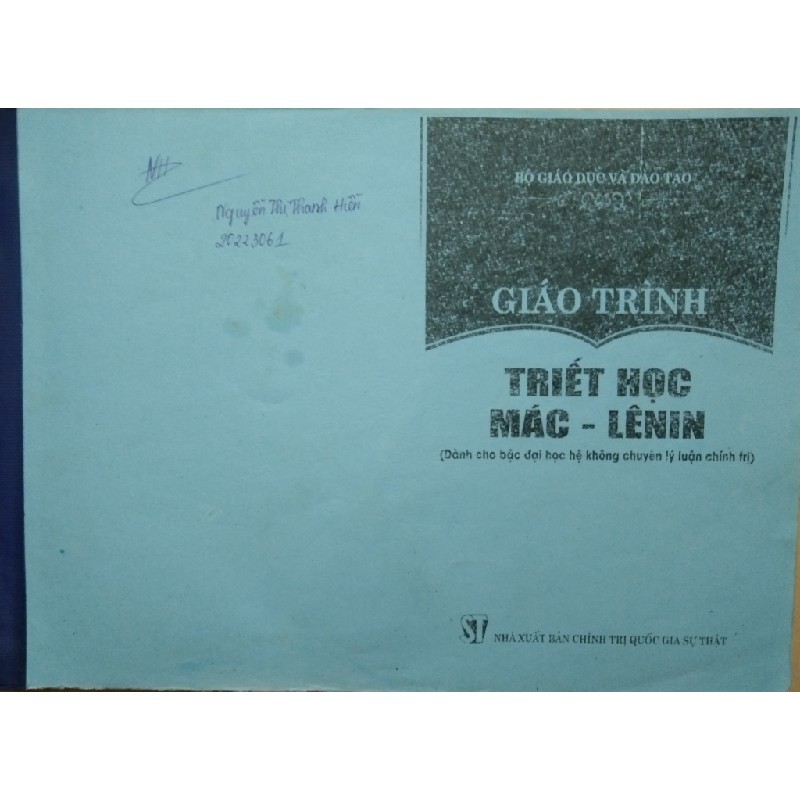 NH
Nguyễn Thị Thanh Hiền
20223061
BỘ GIÁO DỤC VÀ ĐÀO TẠO
GIÁO TRÌNH
TRIẾT HỌC
MÁC - LÊNIN
(Dành cho bậc đại học hệ không chuyên lý luận chính trị)
ST NHÀ XUẤT BẢN CHÍNH TRỊ QUỐC GIA SỰ THẬT